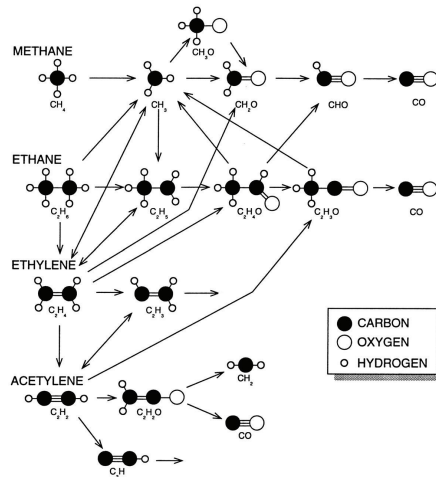 CH₃O
METHANE
CH₄
CH₃
CH₂O
CHO
CO
ETHANE
C₂H₆
C₂H₅
C₂H₄O
C₂H₃O
CO
ETHYLENE
C₂H₄
C₂H₃
CARBON
OXYGEN
HYDROGEN
CH₂
ACETYLENE
C₂H₂
C₂H₂O
CO
C₂H